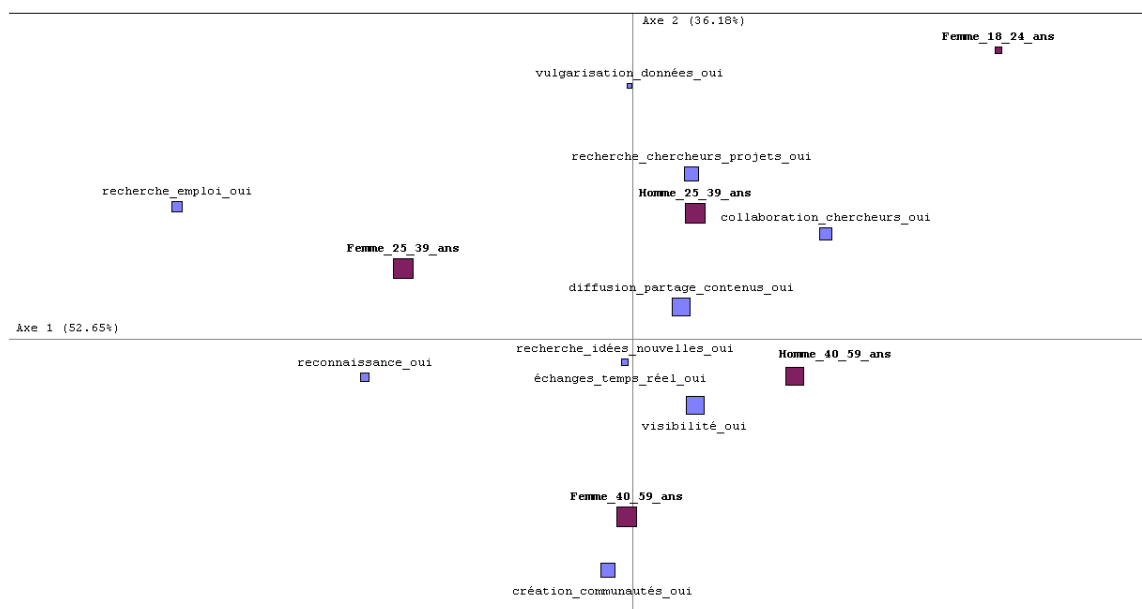 Axe 2 (36.18%)
Femme_18_24_ans
vulgarisation_données_oui
recherche_chercheurs_projets_oui
recherche_emploi_oui
Homme_25_39_ans
collaboration_chercheurs_oui
Femme_25_39_ans
diffusion_partage_contenus_oui
Axe 1 (52.65%)
recherche_idées_nouvelles_oui
Homme_40_59_ans
reconnaissance_oui
échanges_temps_réel_oui
visibilité_oui
Femme_40_59_ans
création_communautés_oui